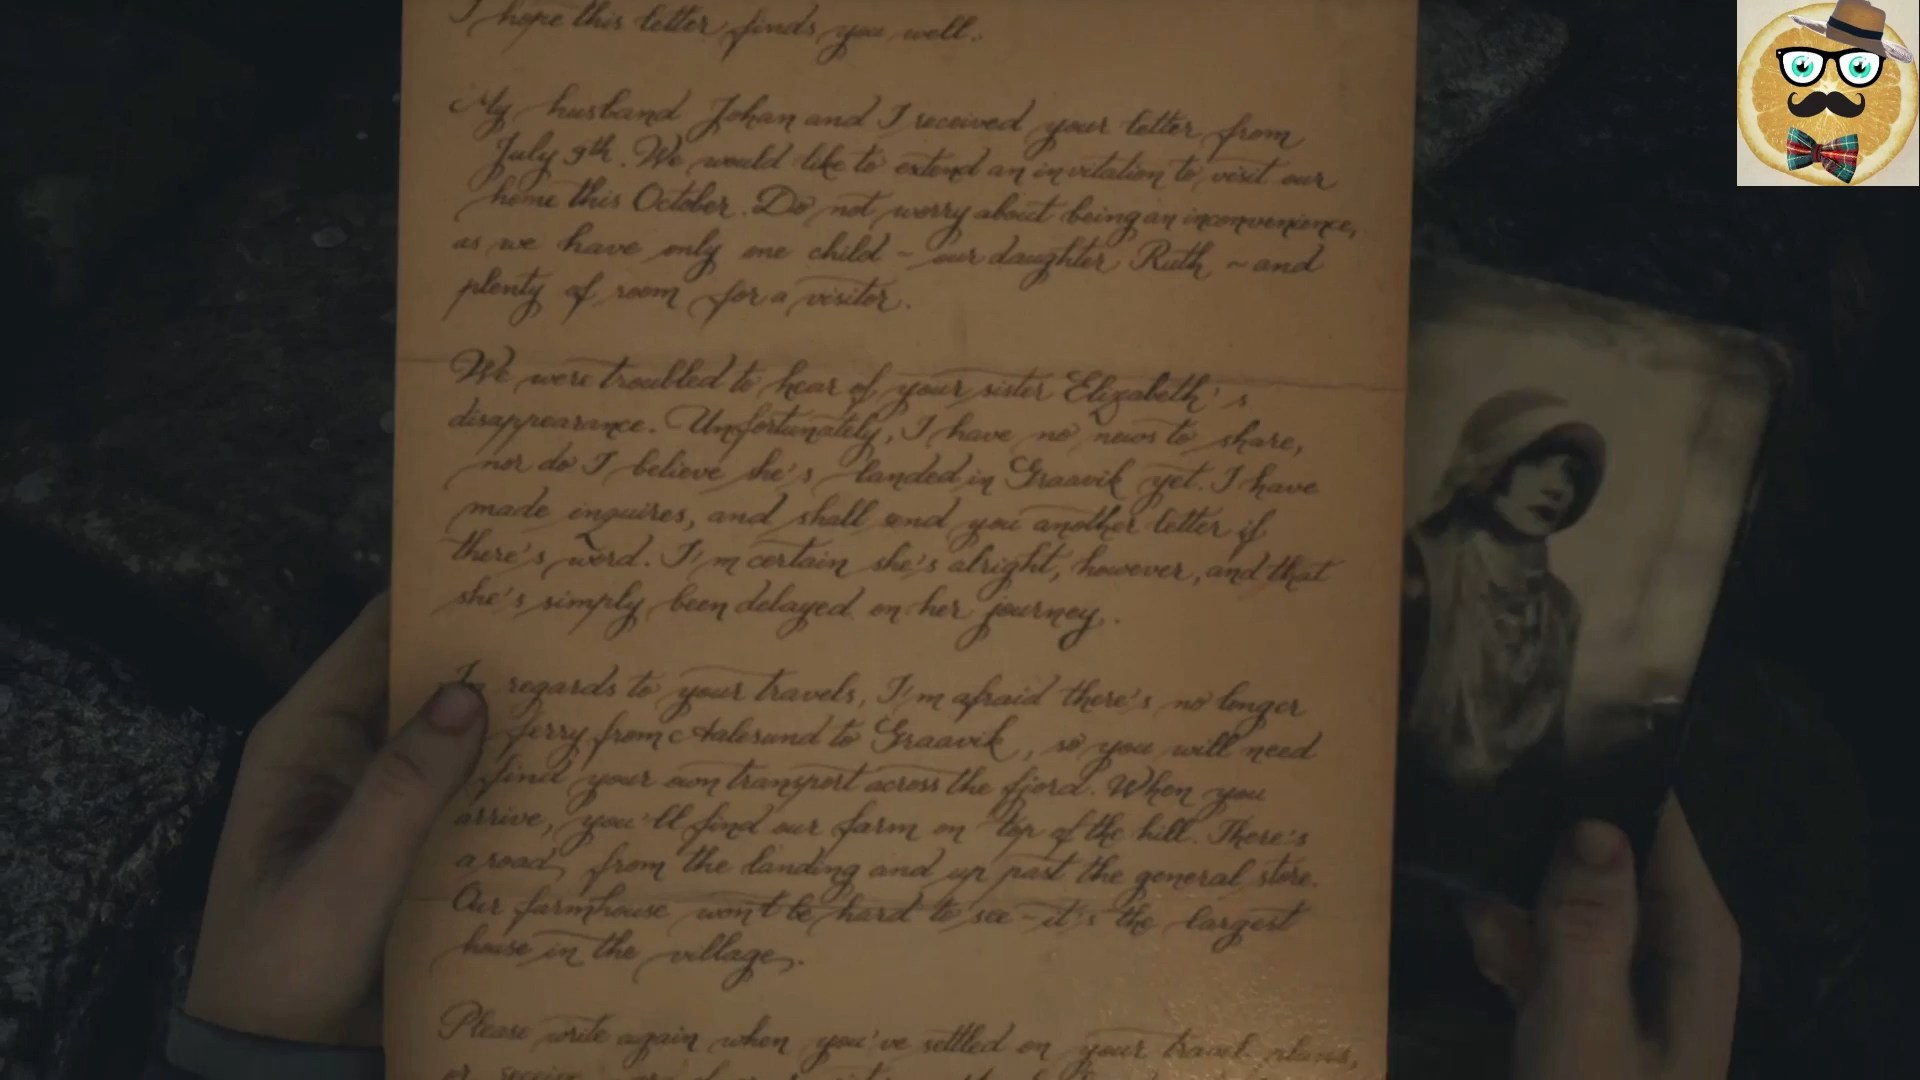 I hope this letter finds you well.
My husband Johan and I received your letter from
July 9th. We would like to extend an invitation to visit our
home this October. Do not worry about being an inconvenience,
as we have only one child ~ our daughter Ruth ~ and
plenty of room for a visitor.
We were troubled to hear of your sister Elizabeth's
disappearance. Unfortunately, I have no news to share,
nor do I believe she's landed in Graavik yet. I have
made inquires, and shall send you another letter if
there's word. I'm certain she's alright, however, and that
she's simply been delayed on her journey.
In regards to your travels, I'm afraid there's no longer
ferry from Aalesund to Graavik, so you will need
find your own transport across the fjord. When you
arrive, you'll find our farm on top of the hill. There's
a road from the landing and up past the general store.
Our farmhouse won't be hard to see - it's the largest
house in the village.
Please write again when you've settled on your travel plans,
or